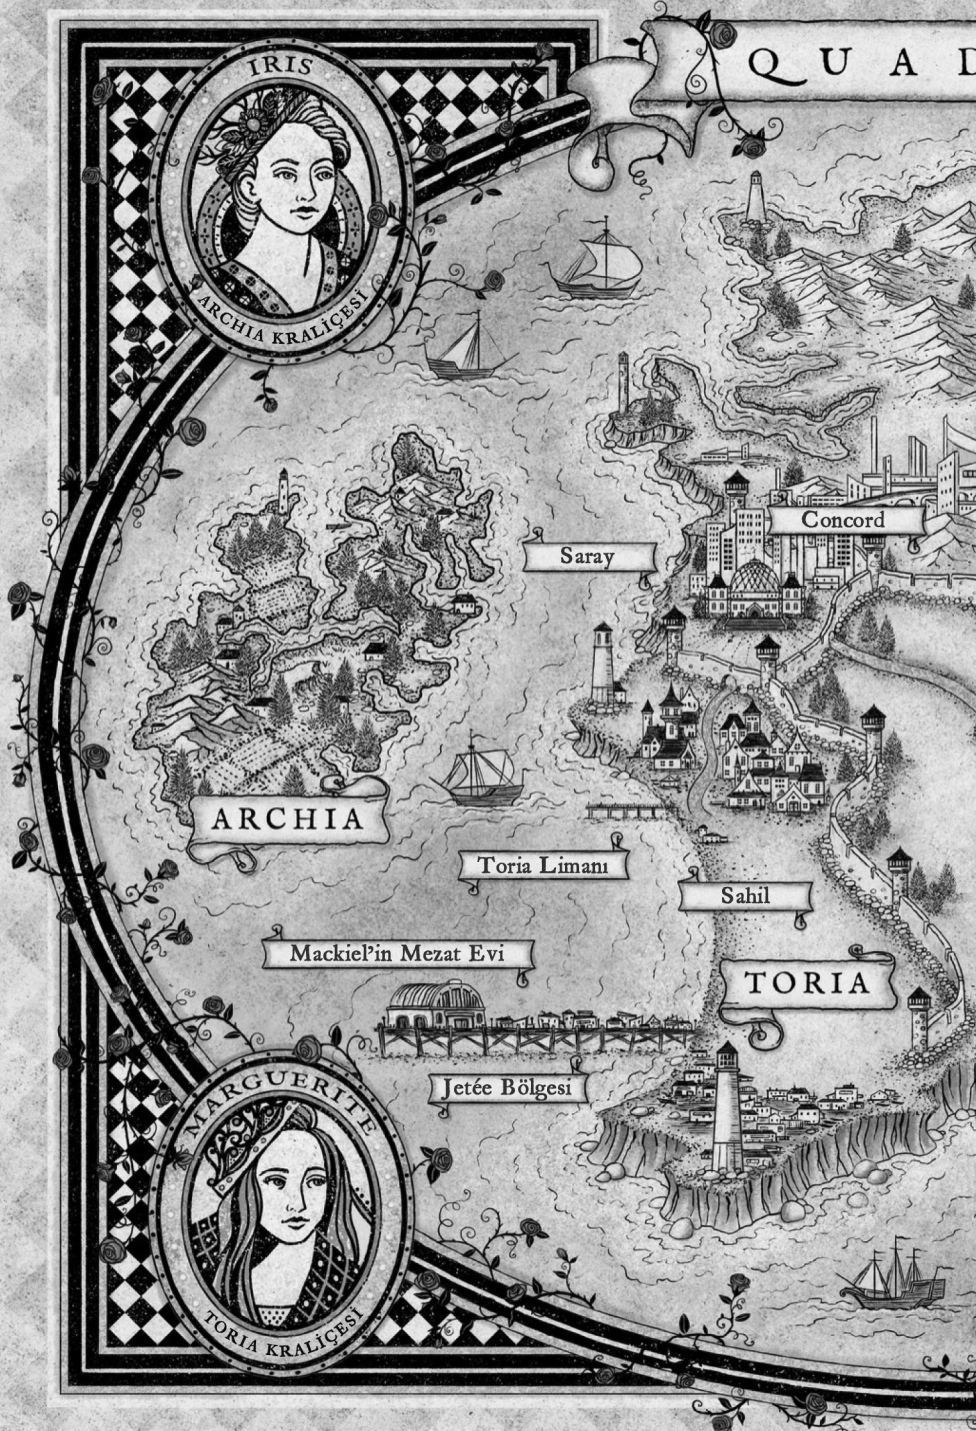 IRIS
ARCHIA KRALİÇESİ
QUAD
Concord
Saray
ARCHIA
Toria Limanı
Sahil
Mackiel'in Mezat Evi
TORIA
Jetée Bölgesi
MARGUERITE
TORIA KRALİÇESİ